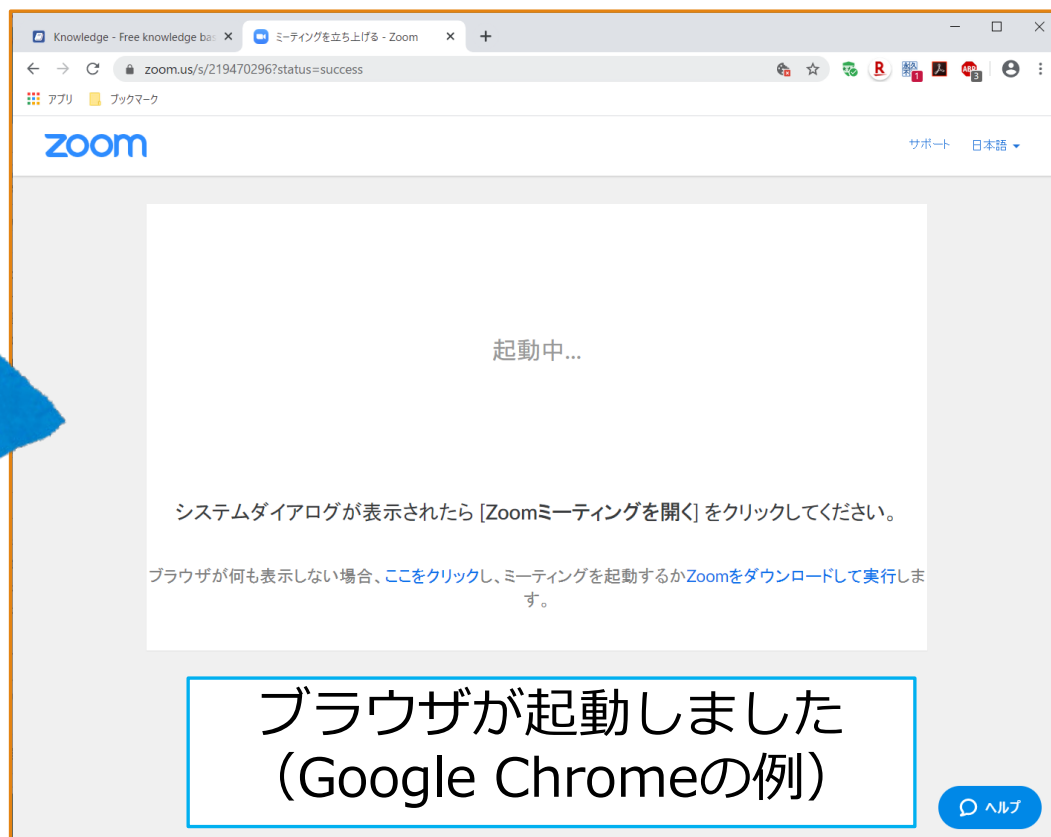 Knowledge - Free knowledge bas
ミーティングを立ち上げる - Zoom
zoom.us/s/219470296?status=success
アプリ ブックマーク
zoom
サポート 日本語
起動中...
システムダイアログが表示されたら [Zoomミーティングを開く] をクリックしてください。
ブラウザが何も表示しない場合、ここをクリックし、ミーティングを起動するかZoomをダウンロードして実行しま
す。
ブラウザが起動しました
（Google Chromeの例）
ヘルプ